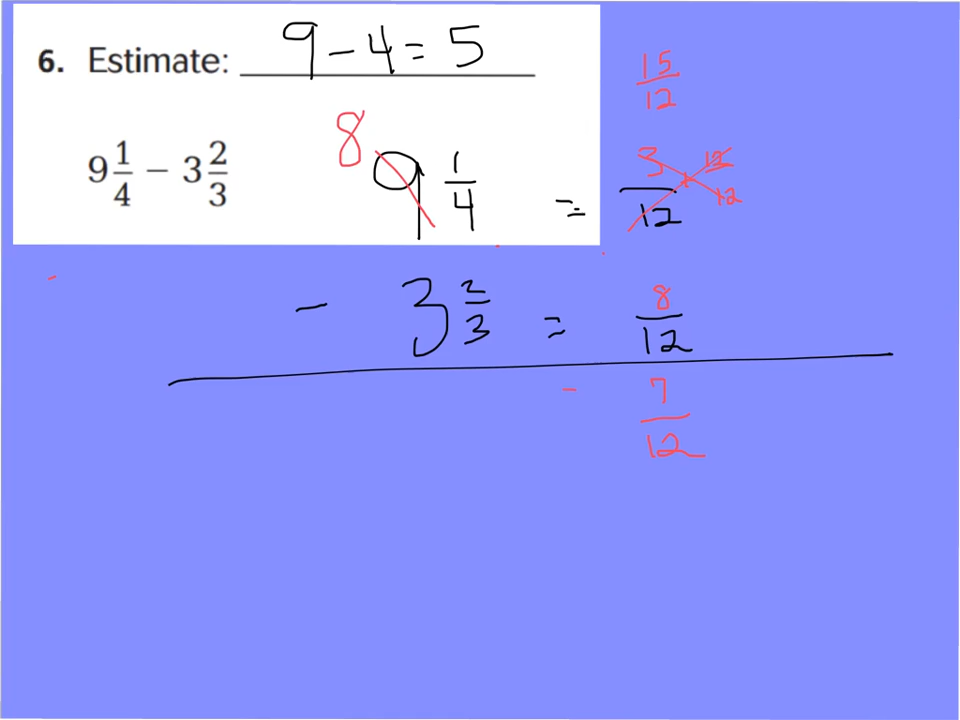 6. Estimate: 9 - 4 = 5
15/12
9 1/4 - 3 2/3
8 9 1/4 = 3/12 + 12/12
- 3 2/3 = 8/12
- 7/12